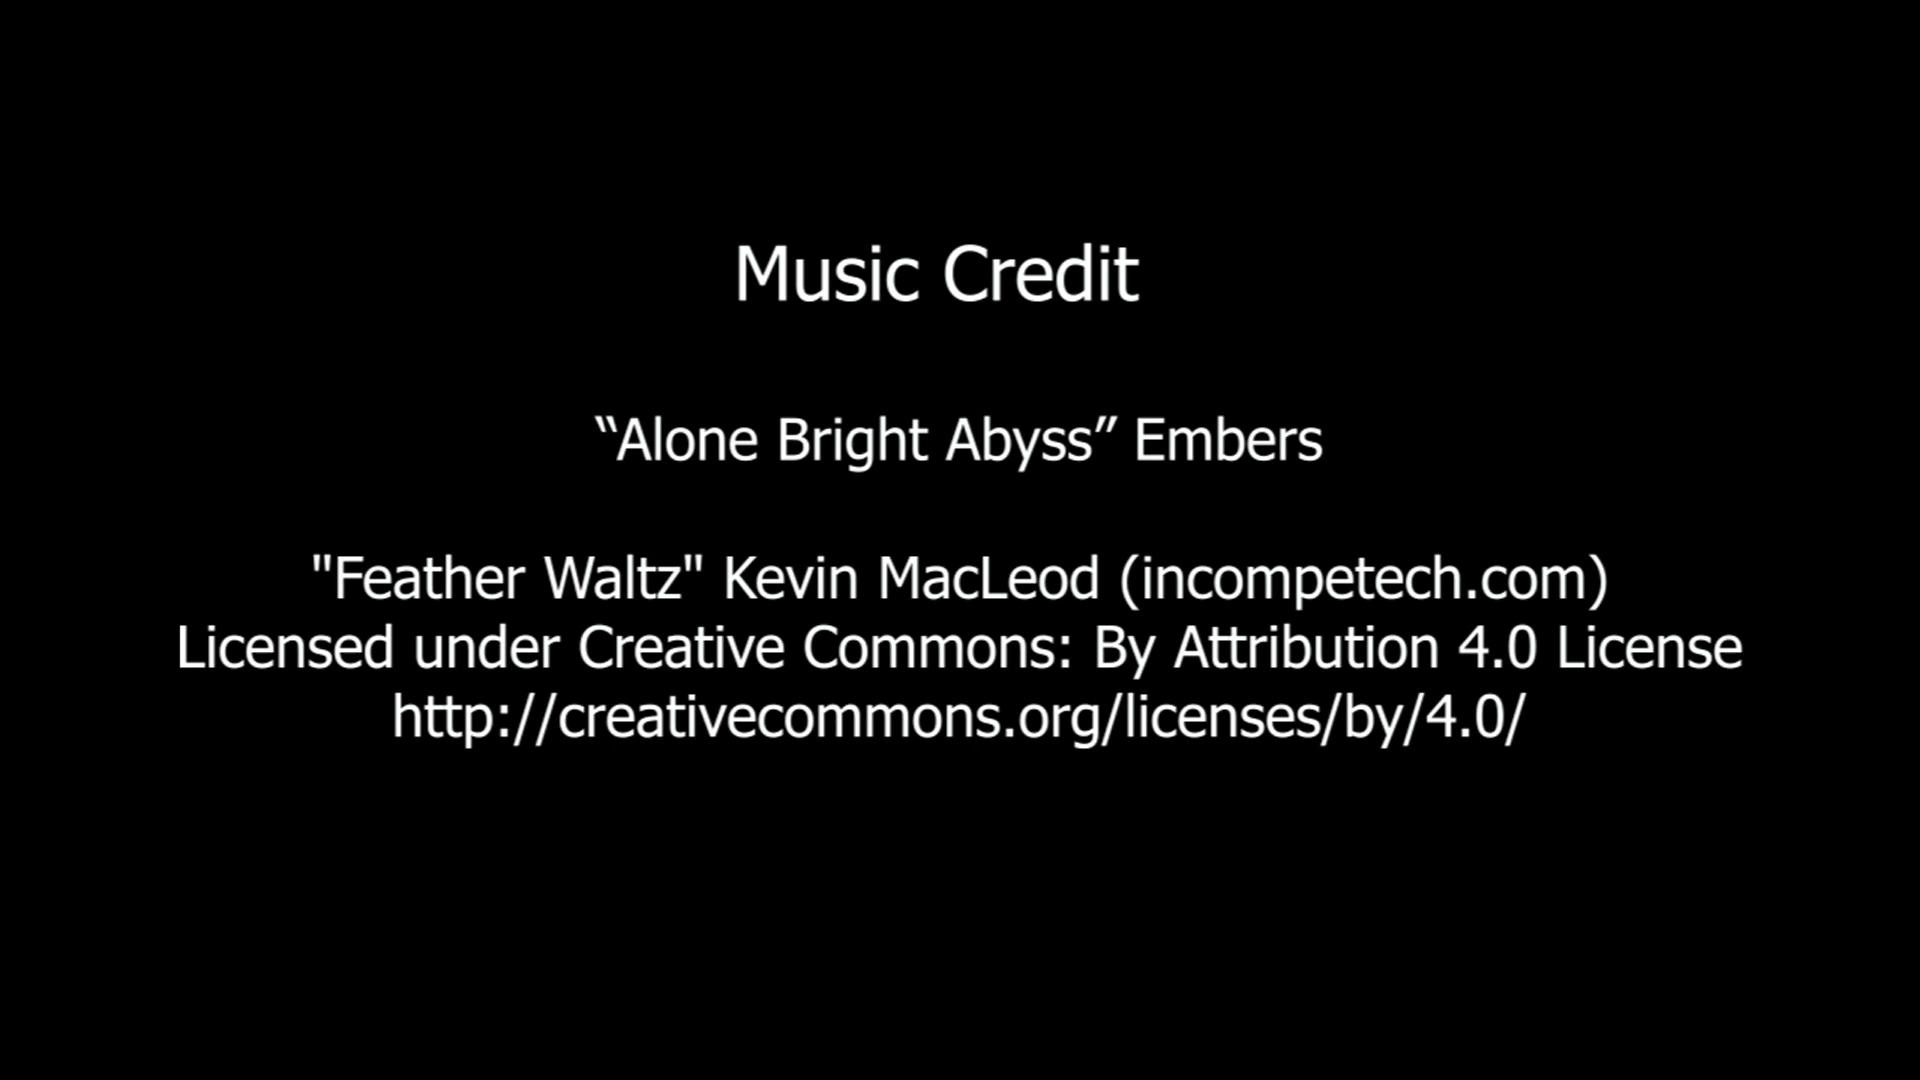 Music Credit
“Alone Bright Abyss” Embers
"Feather Waltz" Kevin MacLeod (incompetech.com)
Licensed under Creative Commons: By Attribution 4.0 License
http://creativecommons.org/licenses/by/4.0/